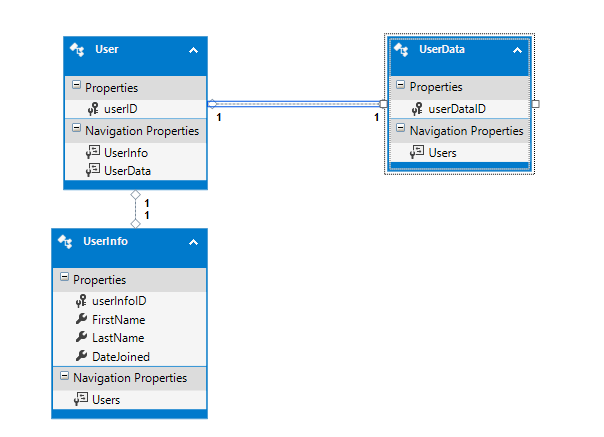 User
Properties
userID
Navigation Properties
UserInfo
UserData
1
1
UserData
Properties
userDataID
Navigation Properties
Users
1
1
UserInfo
Properties
userInfoID
FirstName
LastName
DateJoined
Navigation Properties
Users